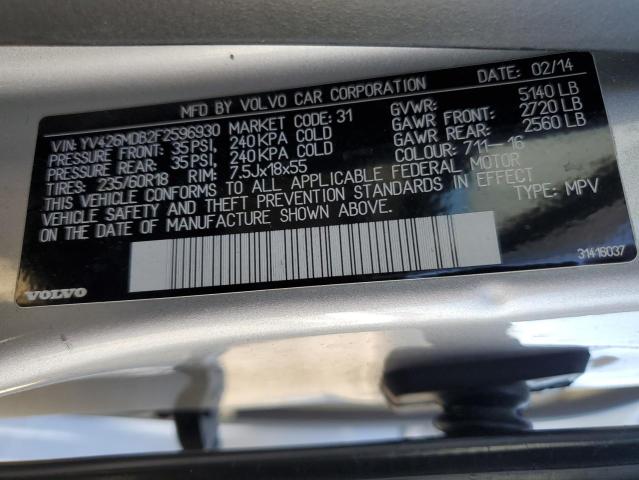 MFD BY VOLVO CAR CORPORATION DATE: 02/14
VIN: YV426MDB2F2596930 MARKET CODE: 31 GVWR: 5140 LB
PRESSURE FRONT: 35 PSI, 240 KPA COLD GAWR FRONT: 2720 LB
PRESSURE REAR: 35 PSI, 240 KPA COLD GAWR REAR: 2560 LB
TIRES: 235/60R18 RIM: 7.5Jx18x55 COLOUR: 711-16
THIS VEHICLE CONFORMS TO ALL APPLICABLE FEDERAL MOTOR
VEHICLE SAFETY AND THEFT PREVENTION STANDARDS IN EFFECT
ON THE DATE OF MANUFACTURE SHOWN ABOVE. TYPE: MPV
31416037
VOLVO